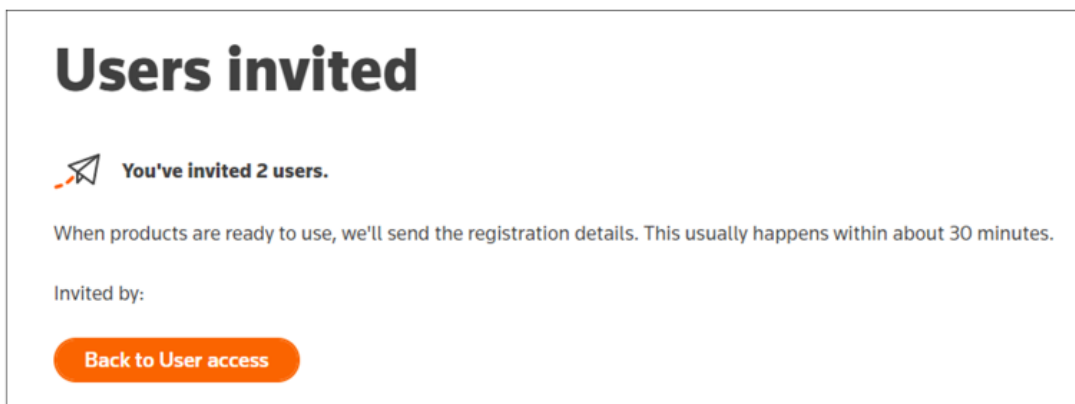 Users invited
You've invited 2 users.
When products are ready to use, we'll send the registration details. This usually happens within about 30 minutes.
Invited by:
Back to User access